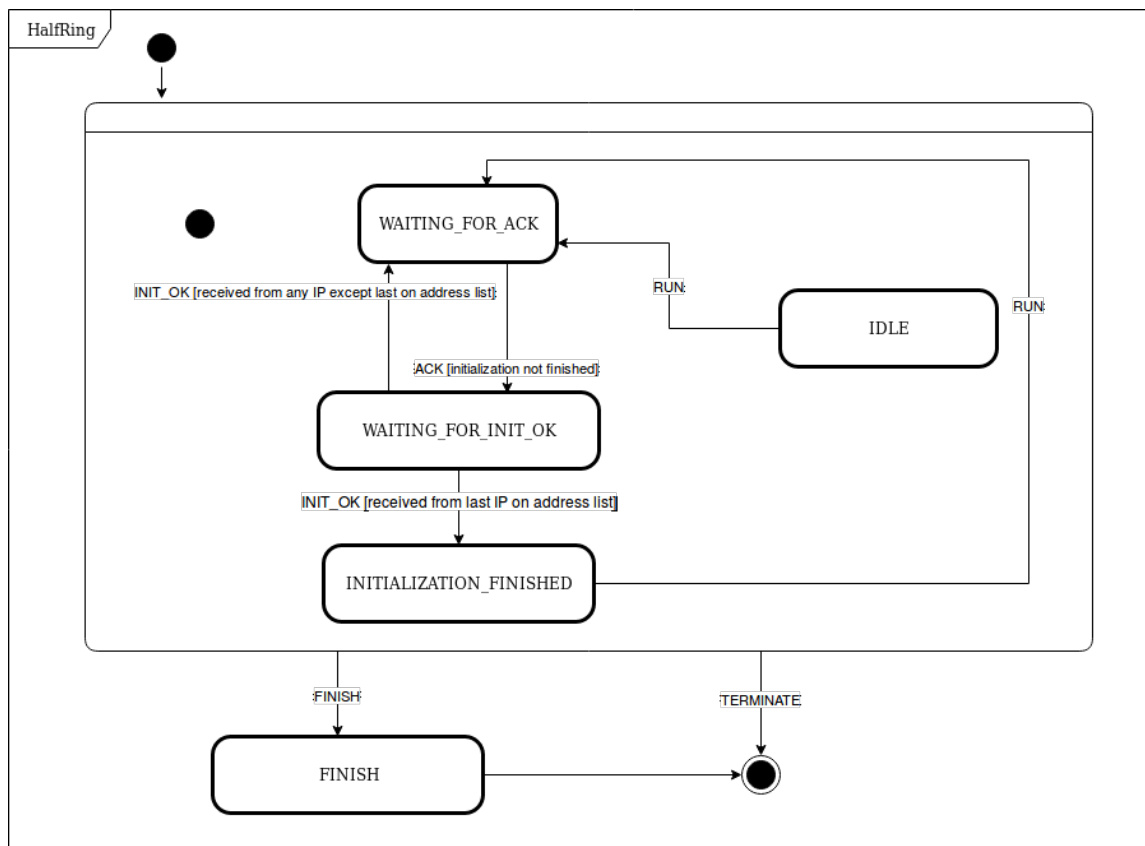 HalfRing
WAITING_FOR_ACK
INIT_OK [received from any IP except last on address list]
RUN
IDLE
RUN
ACK [initialization not finished]
WAITING_FOR_INIT_OK
INIT_OK [received from last IP on address list]
INITIALIZATION_FINISHED
FINISH
TERMINATE
FINISH